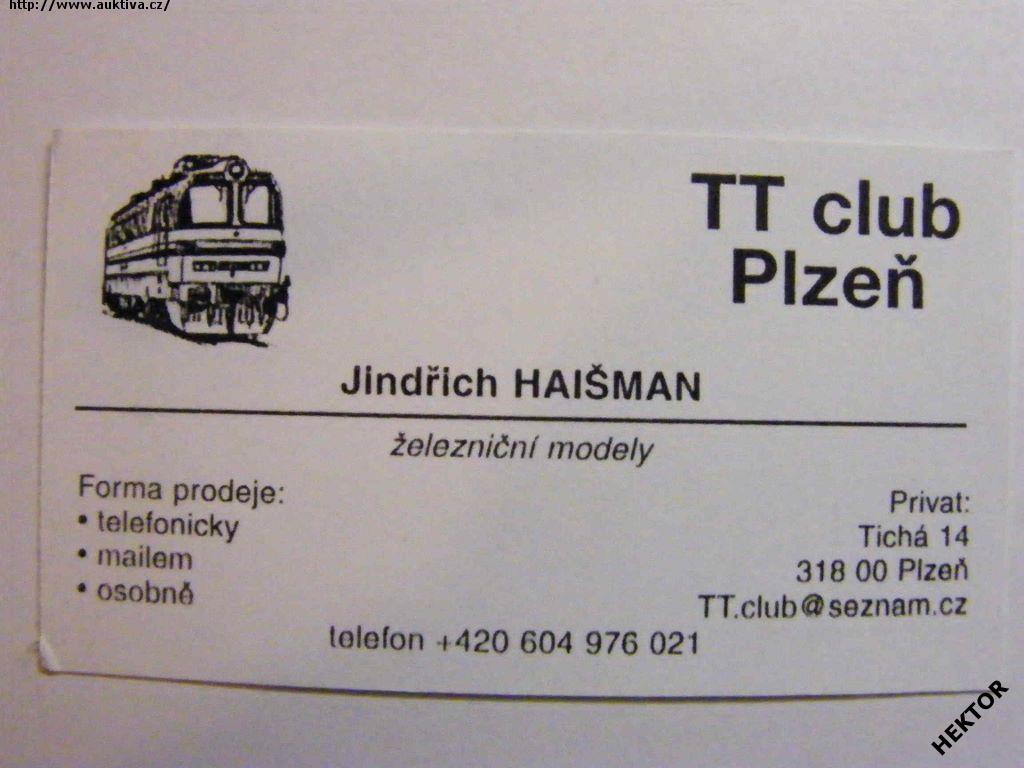 http://www.auktiva.cz/
TT club
Plzeň
Jindřich HAIŠMAN
železniční modely
Forma prodeje:
• telefonicky
• mailem
• osobně
Privat:
Tichá 14
318 00 Plzeň
TT.club@seznam.cz
telefon +420 604 976 021
HEKTOR